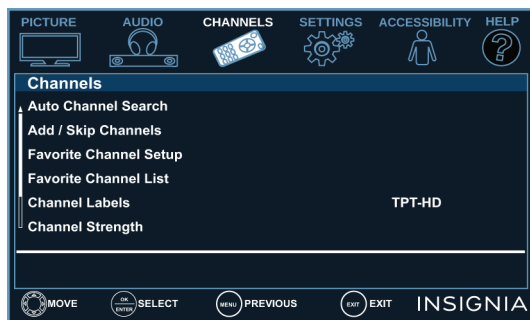 PICTURE AUDIO CHANNELS SETTINGS ACCESSIBILITY HELP
?
Channels
Auto Channel Search
Add / Skip Channels
Favorite Channel Setup
Favorite Channel List
Channel Labels TPT-HD
Channel Strength
MOVE OK ENTER SELECT MENU PREVIOUS EXIT EXIT INSIGNIA